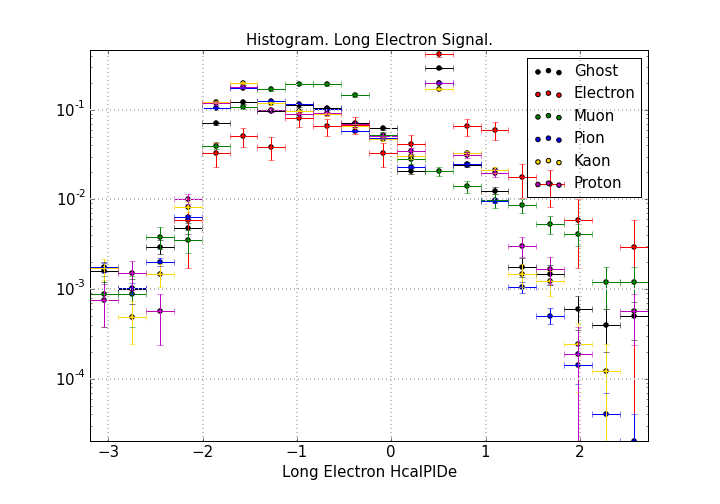 Histogram. Long Electron Signal.
Ghost
Electron
Muon
Pion
Kaon
Proton
10^-1
10^-2
10^-3
10^-4
−3 −2 −1 0 1 2
Long Electron HcalPIDe